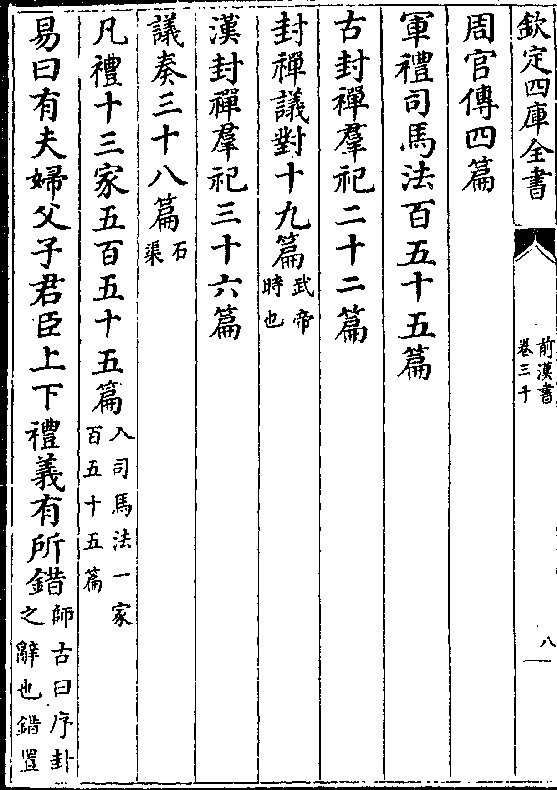 欽定四庫全書
前漢書
卷三十
八
周官傳四篇
軍禮司馬法百五十五篇
古封禪羣祀二十二篇
封禪議對十九篇武帝
時也
漢封禪羣祀三十六篇
議奏三十八篇石
渠
凡禮十三家五百五十五篇入司馬法一家
百五十五篇
易曰有夫婦父子君臣上下禮義有所錯師古曰序卦
之辭也錯置